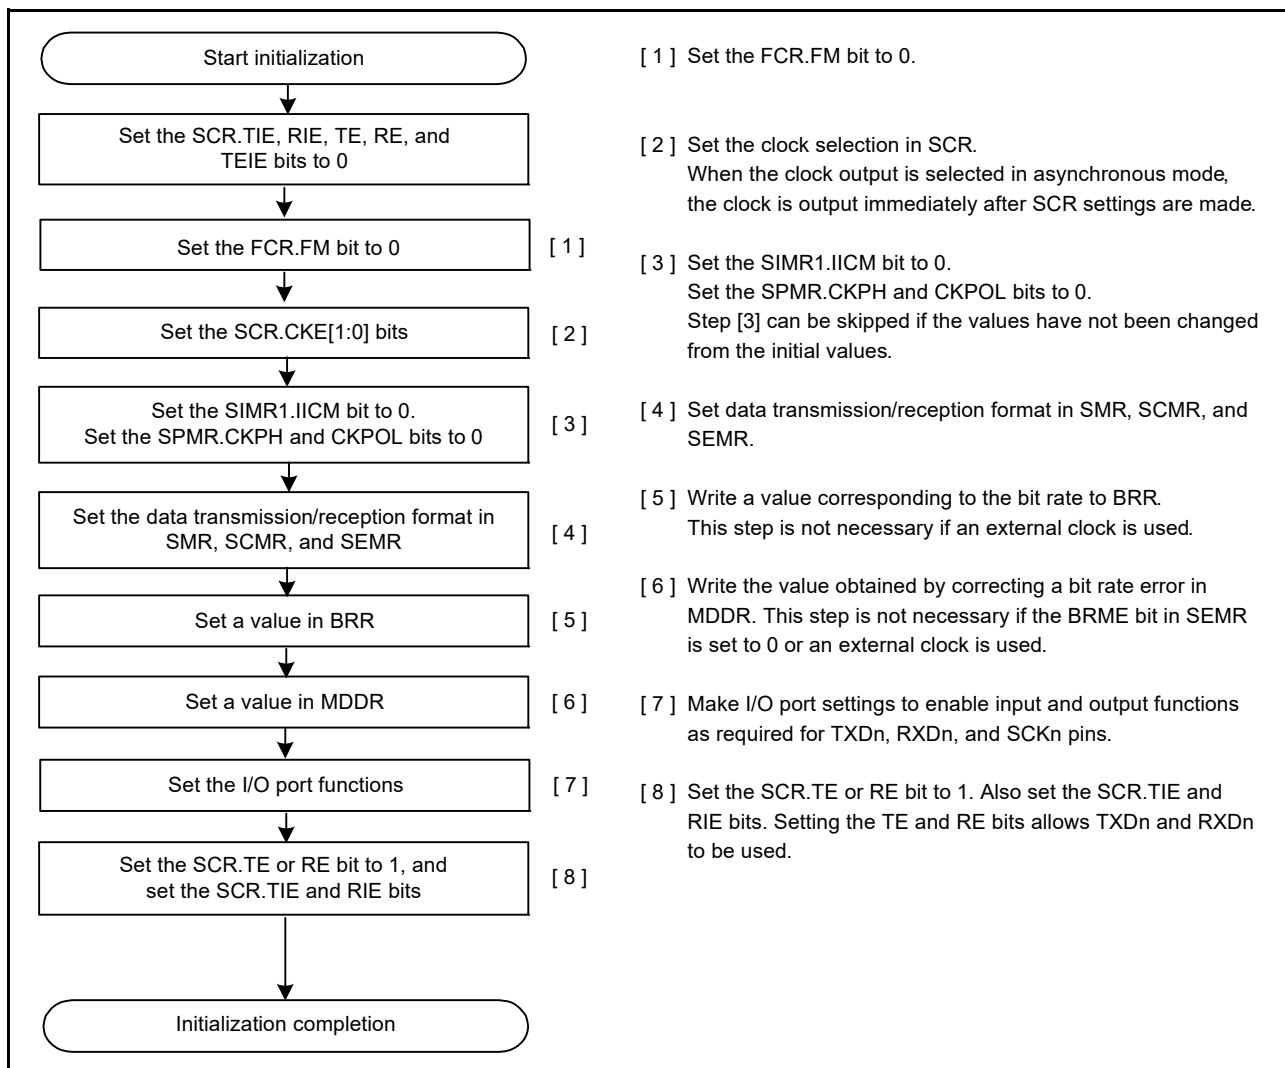 Start initialization
Set the SCR.TIE, RIE, TE, RE, and
TEIE bits to 0
Set the FCR.FM bit to 0
[ 1 ]
Set the SCR.CKE[1:0] bits
[ 2 ]
Set the SIMR1.IICM bit to 0.
Set the SPMR.CKPH and CKPOL bits to 0
[ 3 ]
Set the data transmission/reception format in
SMR, SCMR, and SEMR
[ 4 ]
Set a value in BRR
[ 5 ]
Set a value in MDDR
[ 6 ]
Set the I/O port functions
[ 7 ]
Set the SCR.TE or RE bit to 1, and
set the SCR.TIE and RIE bits
[ 8 ]
Initialization completion
[ 1 ] Set the FCR.FM bit to 0.
[ 2 ] Set the clock selection in SCR.
When the clock output is selected in asynchronous mode,
the clock is output immediately after SCR settings are made.
[ 3 ] Set the SIMR1.IICM bit to 0.
Set the SPMR.CKPH and CKPOL bits to 0.
Step [3] can be skipped if the values have not been changed
from the initial values.
[ 4 ] Set data transmission/reception format in SMR, SCMR, and
SEMR.
[ 5 ] Write a value corresponding to the bit rate to BRR.
This step is not necessary if an external clock is used.
[ 6 ] Write the value obtained by correcting a bit rate error in
MDDR. This step is not necessary if the BRME bit in SEMR
is set to 0 or an external clock is used.
[ 7 ] Make I/O port settings to enable input and output functions
as required for TXDn, RXDn, and SCKn pins.
[ 8 ] Set the SCR.TE or RE bit to 1. Also set the SCR.TIE and
RIE bits. Setting the TE and RE bits allows TXDn and RXDn
to be used.